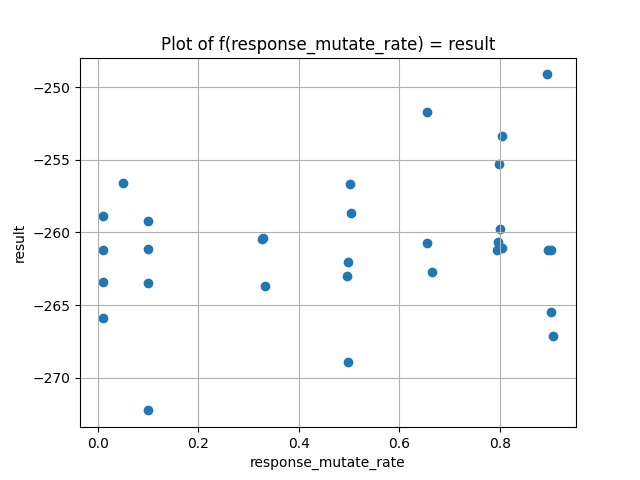 Plot of f(response_mutate_rate) = result
−250
−255
−260
−265
−270
result
0.0 0.2 0.4 0.6 0.8
response_mutate_rate